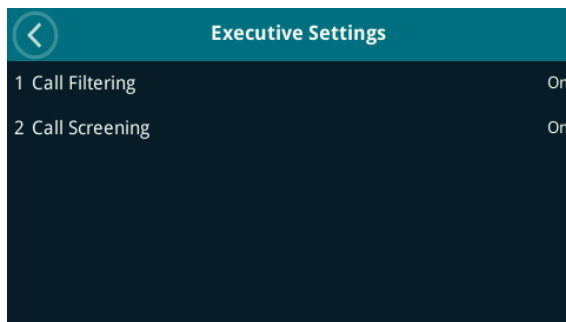 Executive Settings
1 Call Filtering On
2 Call Screening On